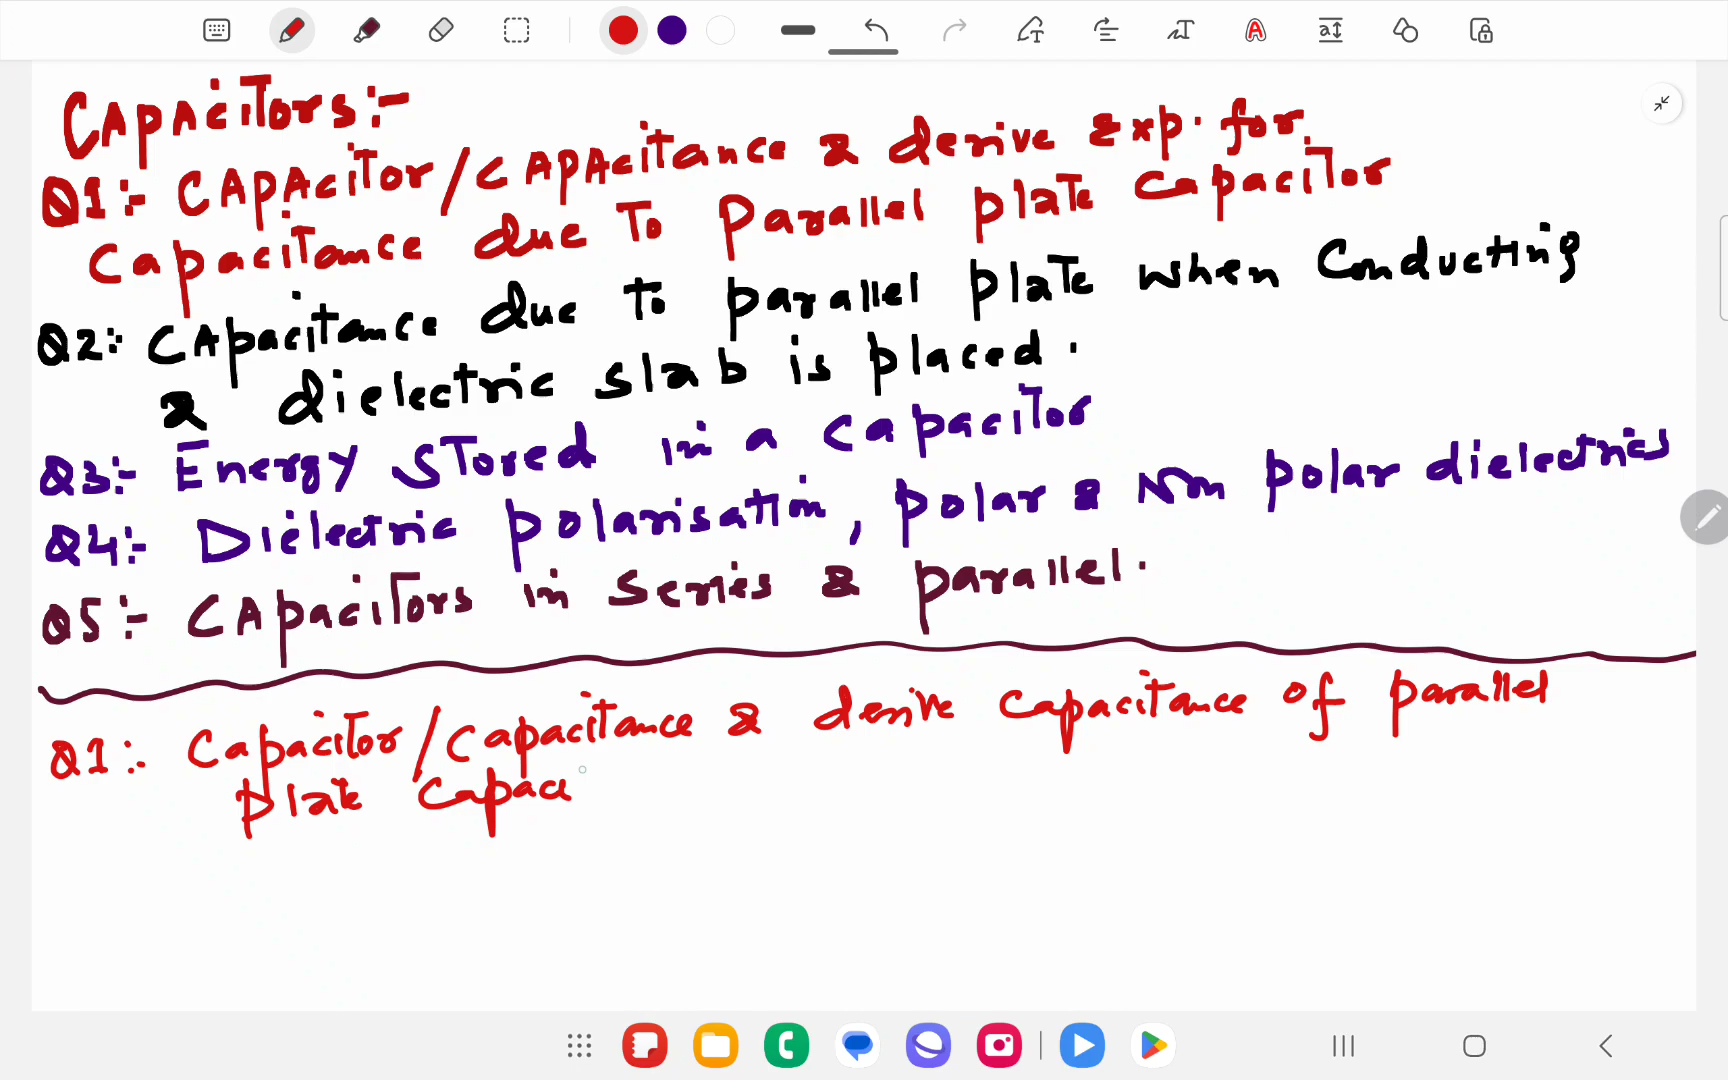 CAPACITORS:-
Q1:- CAPACITOR/CAPACITANCE & derive Exp. for
Capacitance due To Parallel plate Capacitor
Q2:- CApacitance due to parallel plate when Conducting
& dielectric slab is placed.
Q3:- Energy stored in a capacitor
Q4:- Dielectric polarisation, polar & Non polar dielectrics
Q5:- CApacitors in series & parallel.
Q1:- Capacitor/Capacitance & derive Capacitance of parallel
plate Capac